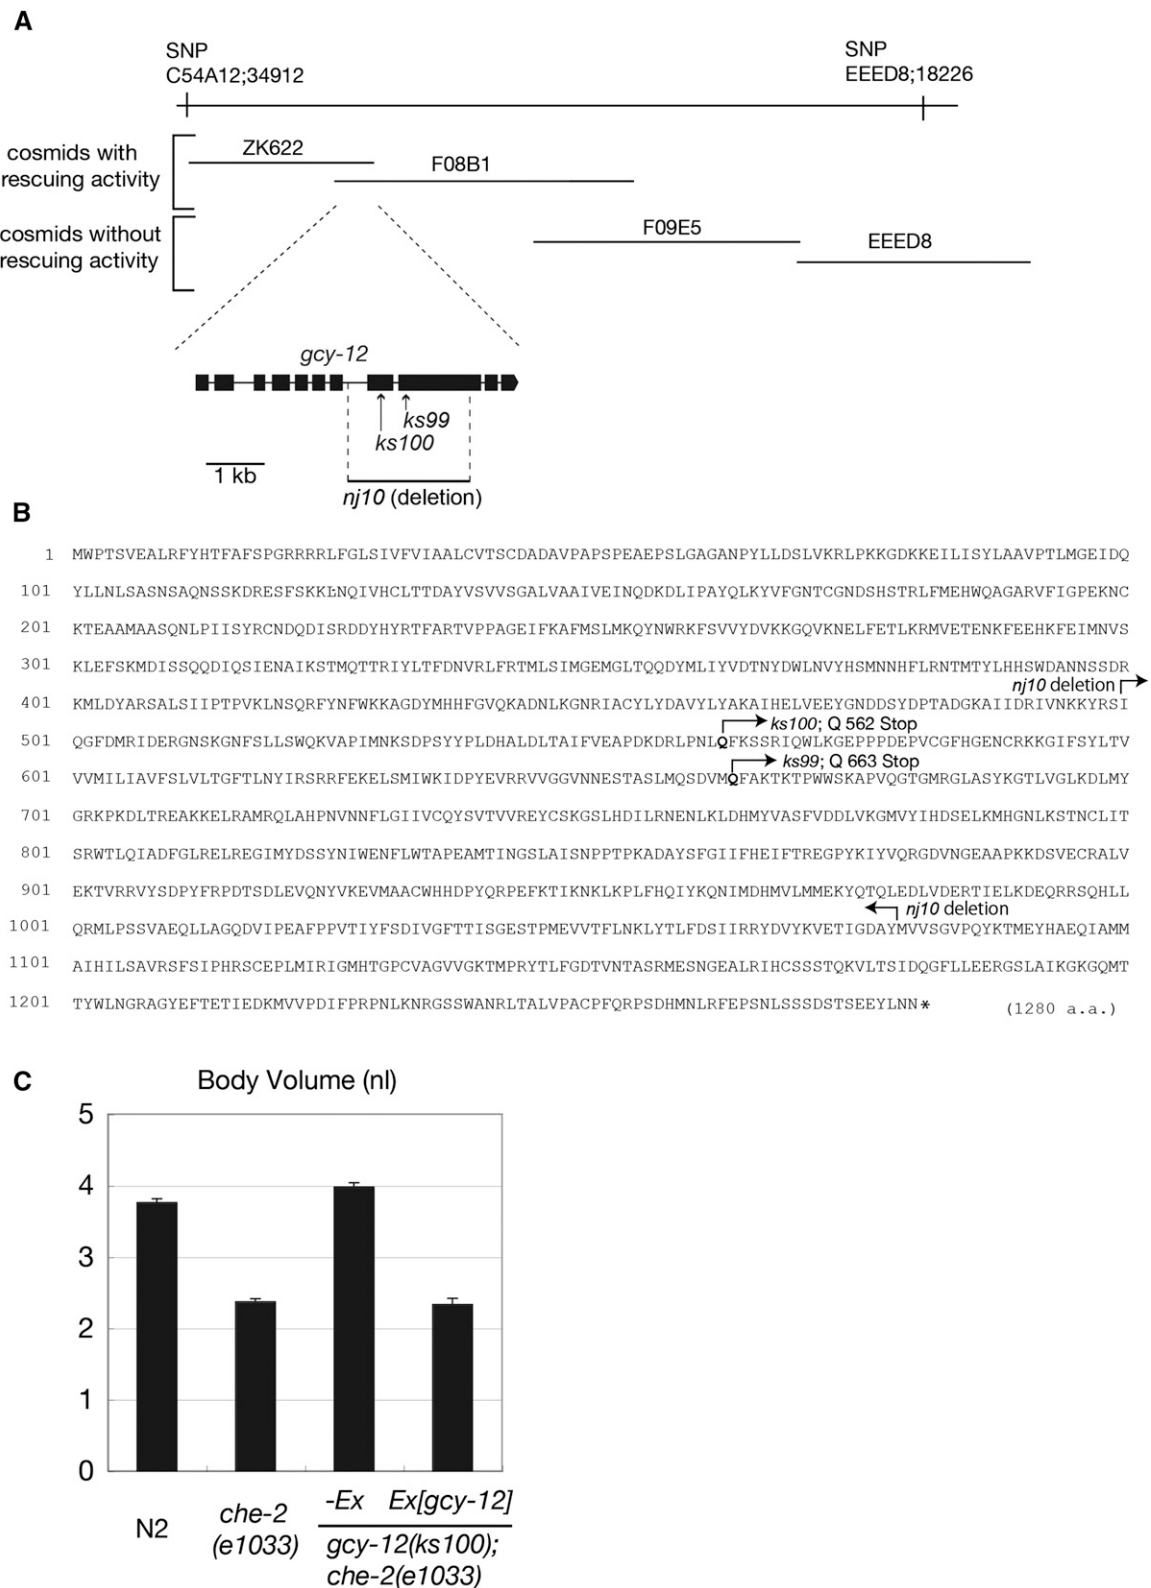 A
SNP
C54A12;34912
SNP
EEED8;18226
cosmids with
rescuing activity
ZK622
F08B1
cosmids without
rescuing activity
F09E5
EEED8
gcy-12
ks99
ks100
1 kb
nj10 (deletion)
B
1 MWPTSVEALRFYHTFAFSPGRRRRLFGLSIVFVIAALCVTSCDADAVPAPSPEAEPSLGAGANPYLLDSLVKRLPKKGDKKEILISYLAAVPTLMGEIDQ
101 YLLNLSASNSAQNSSKDRESFSKKLNQIVHCLTTDAYVSVVSGALVAAIVEINQDKDLIPAYQLKYVFGNTCGNDSHSTRLFMEHWQAGARVFIGPEKNC
201 KTEAAMAASQNLPIISYRCNDQDISRDDYHYRTFARTVPPAGEIFKAFMSLMKQYNWRKFSVVYDVKKGQVKNELFETLKRMVETENKFEEHKFEIMNVS
301 KLEFSKMDISSQQDIQSIENAIKSTMQTTRIYLTFDNVRLFRTMLSIMGEMGLTQQDYMLIYVDTNYDWLNVYHSMNNHFLRNTMTYLHHSWDANNSSDR
nj10 deletion
401 KMLDYARSALSIIPTPVKLNSQRFYNFWKKAGDYMHHFGVQKADNLKGNRIACYLYDAVYLYAKAIHELVEEYGNDDSYDPTADGKAIIDRIVNKKYRSI
ks100; Q 562 Stop
501 QGFDMRIDERGNSKGNFSLLSWQKVAPIMNKSDPSYYPLDHALDLTAIFVEAPDKDRLPNLQFKSSRIQWLKGEPPPDEPVCGFHGENCRKKGIFSYLTV
ks99; Q 663 Stop
601 VVMILIAVFSLVLTGFTLNYIRSRRFEKELSMIWKIDPYEVRRVVGGVNNESTASLMQSDVMQFAKTKTPWWSKAPVQGTGMRGLASYKGTLVGLKDLMY
701 GRKPKDLTREAKKELRAMRQLAHPNVNNFLGIIVCQYSVTVVREYCSKGSLHDILRNENLKLDHMYVASFVDDLVKGMVYIHDSELKMHGNLKSTNCLIT
801 SRWTLQIADFGLRELREGIMYDSSYNIWENFLWTAPEAMTINGSLAISNPPTPKADAYSFGIIFHEIFTREGPYKIYVQRGDVNGEAAPKKDSVECRALV
901 EKTVRRVYSDPYFRPDTSDLEVQNYVKEVMAACWHHDPYQRPEFKTIKNKLKPLFHQIYKQNIMDHMVLMMEKYQTQLEDLVDERTIELKDEQRRSQHLL
nj10 deletion
1001 QRMLPSSVAEQLLAGQDVIPEAFPPVTIYFSDIVGFTTISGESTPMEVVTFLNKLYTLFDSIIRRYDVYKVETIGDAYMVVSGVPQYKTMEYHAEQIAMM
1101 AIHILSAVRSFSIPHRSCEPLMIRIGMHTGPCVAGVVGKTMPRYTLFGDTVNTASRMESNGEALRIHCSSSTQKVLTSIDQGFLLEERGSLAIKGKGQMT
1201 TYWLNGRAGYEFTETIEDKMVVPDIFPRPNLKNRGSSWANRLTALVPACPFQRPSDHMNLRFEPSNLSSSDSTSEEYLNN*
(1280 a.a.)
C
Body Volume (nl)
5
4
3
2
1
0
N2
che-2
(e1033)
-Ex
Ex[gcy-12]
gcy-12(ks100);
che-2(e1033)